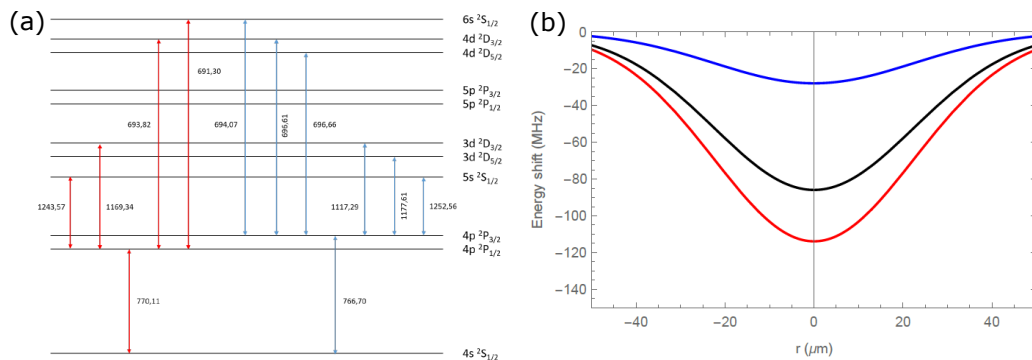 (a)
6s ²S₁/₂
4d ²D₃/₂
4d ²D₅/₂
691,30
5p ²P₃/₂
5p ²P₁/₂
693,82
694,07
696,61
696,66
3d ²D₃/₂
3d ²D₅/₂
5s ²S₁/₂
1243,57
1169,34
1117,29
1177,61
1252,56
4p ²P₃/₂
4p ²P₁/₂
770,11
766,70
4s ²S₁/₂
(b)
Energy shift (MHz)
0
−20
−40
−60
−80
−100
−120
−140
−40
−20
0
20
40
r (μm)